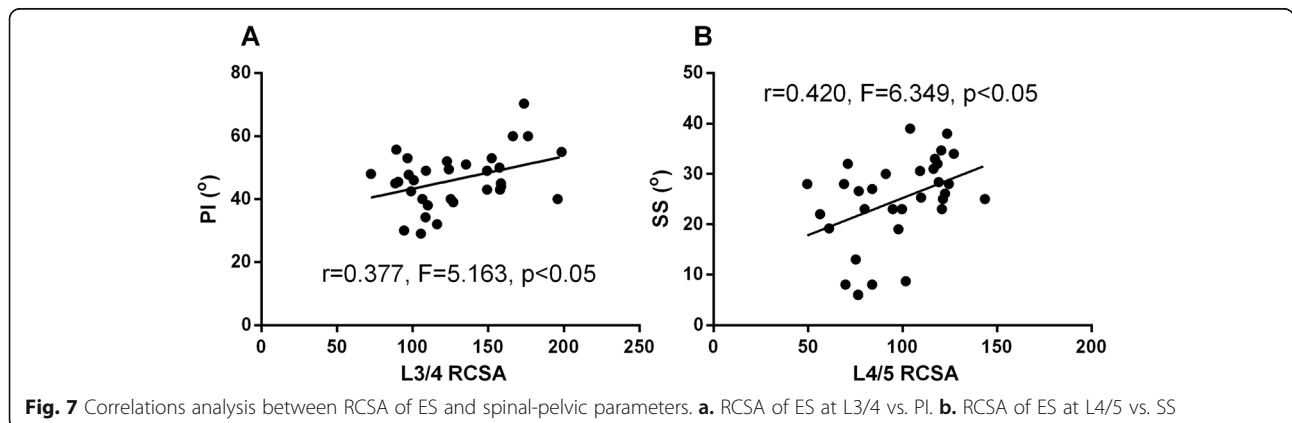 A
B
PI (°)
80
60
40
20
0
r=0.377, F=5.163, p<0.05
0 50 100 150 200 250
L3/4 RCSA
SS (°)
50
40
30
20
10
0
r=0.420, F=6.349, p<0.05
0 50 100 150 200
L4/5 RCSA
Fig. 7 Correlations analysis between RCSA of ES and spinal-pelvic parameters. a. RCSA of ES at L3/4 vs. PI. b. RCSA of ES at L4/5 vs. SS